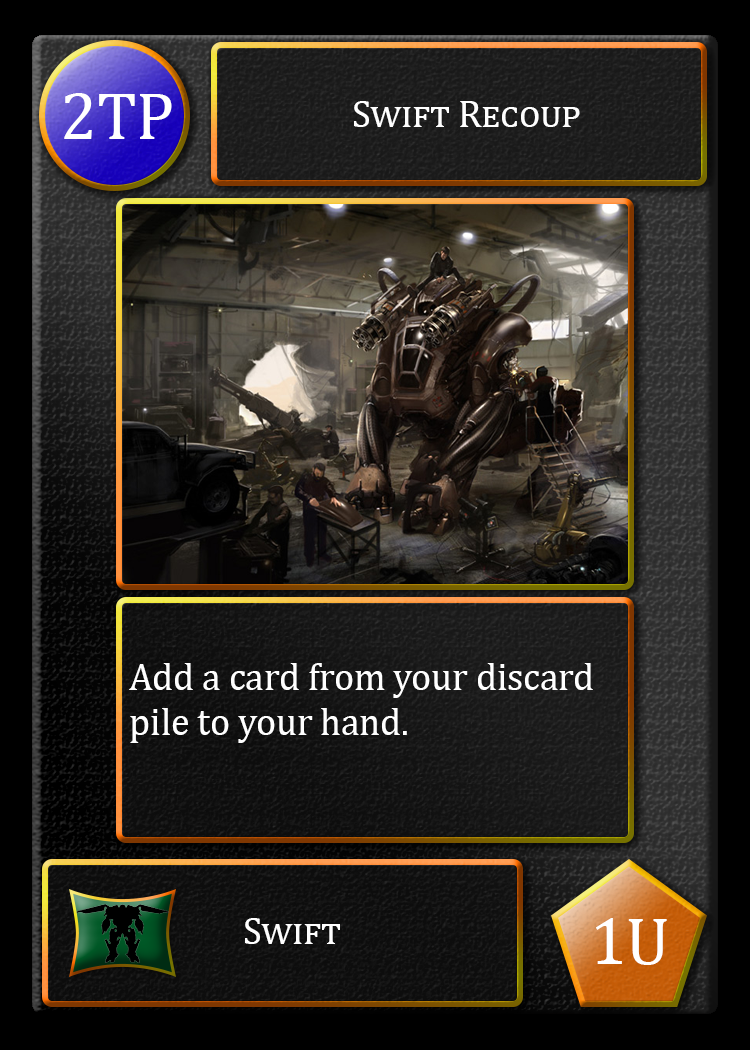 2TP
Swift Recoup
Add a card from your discard
pile to your hand.
Swift
1U